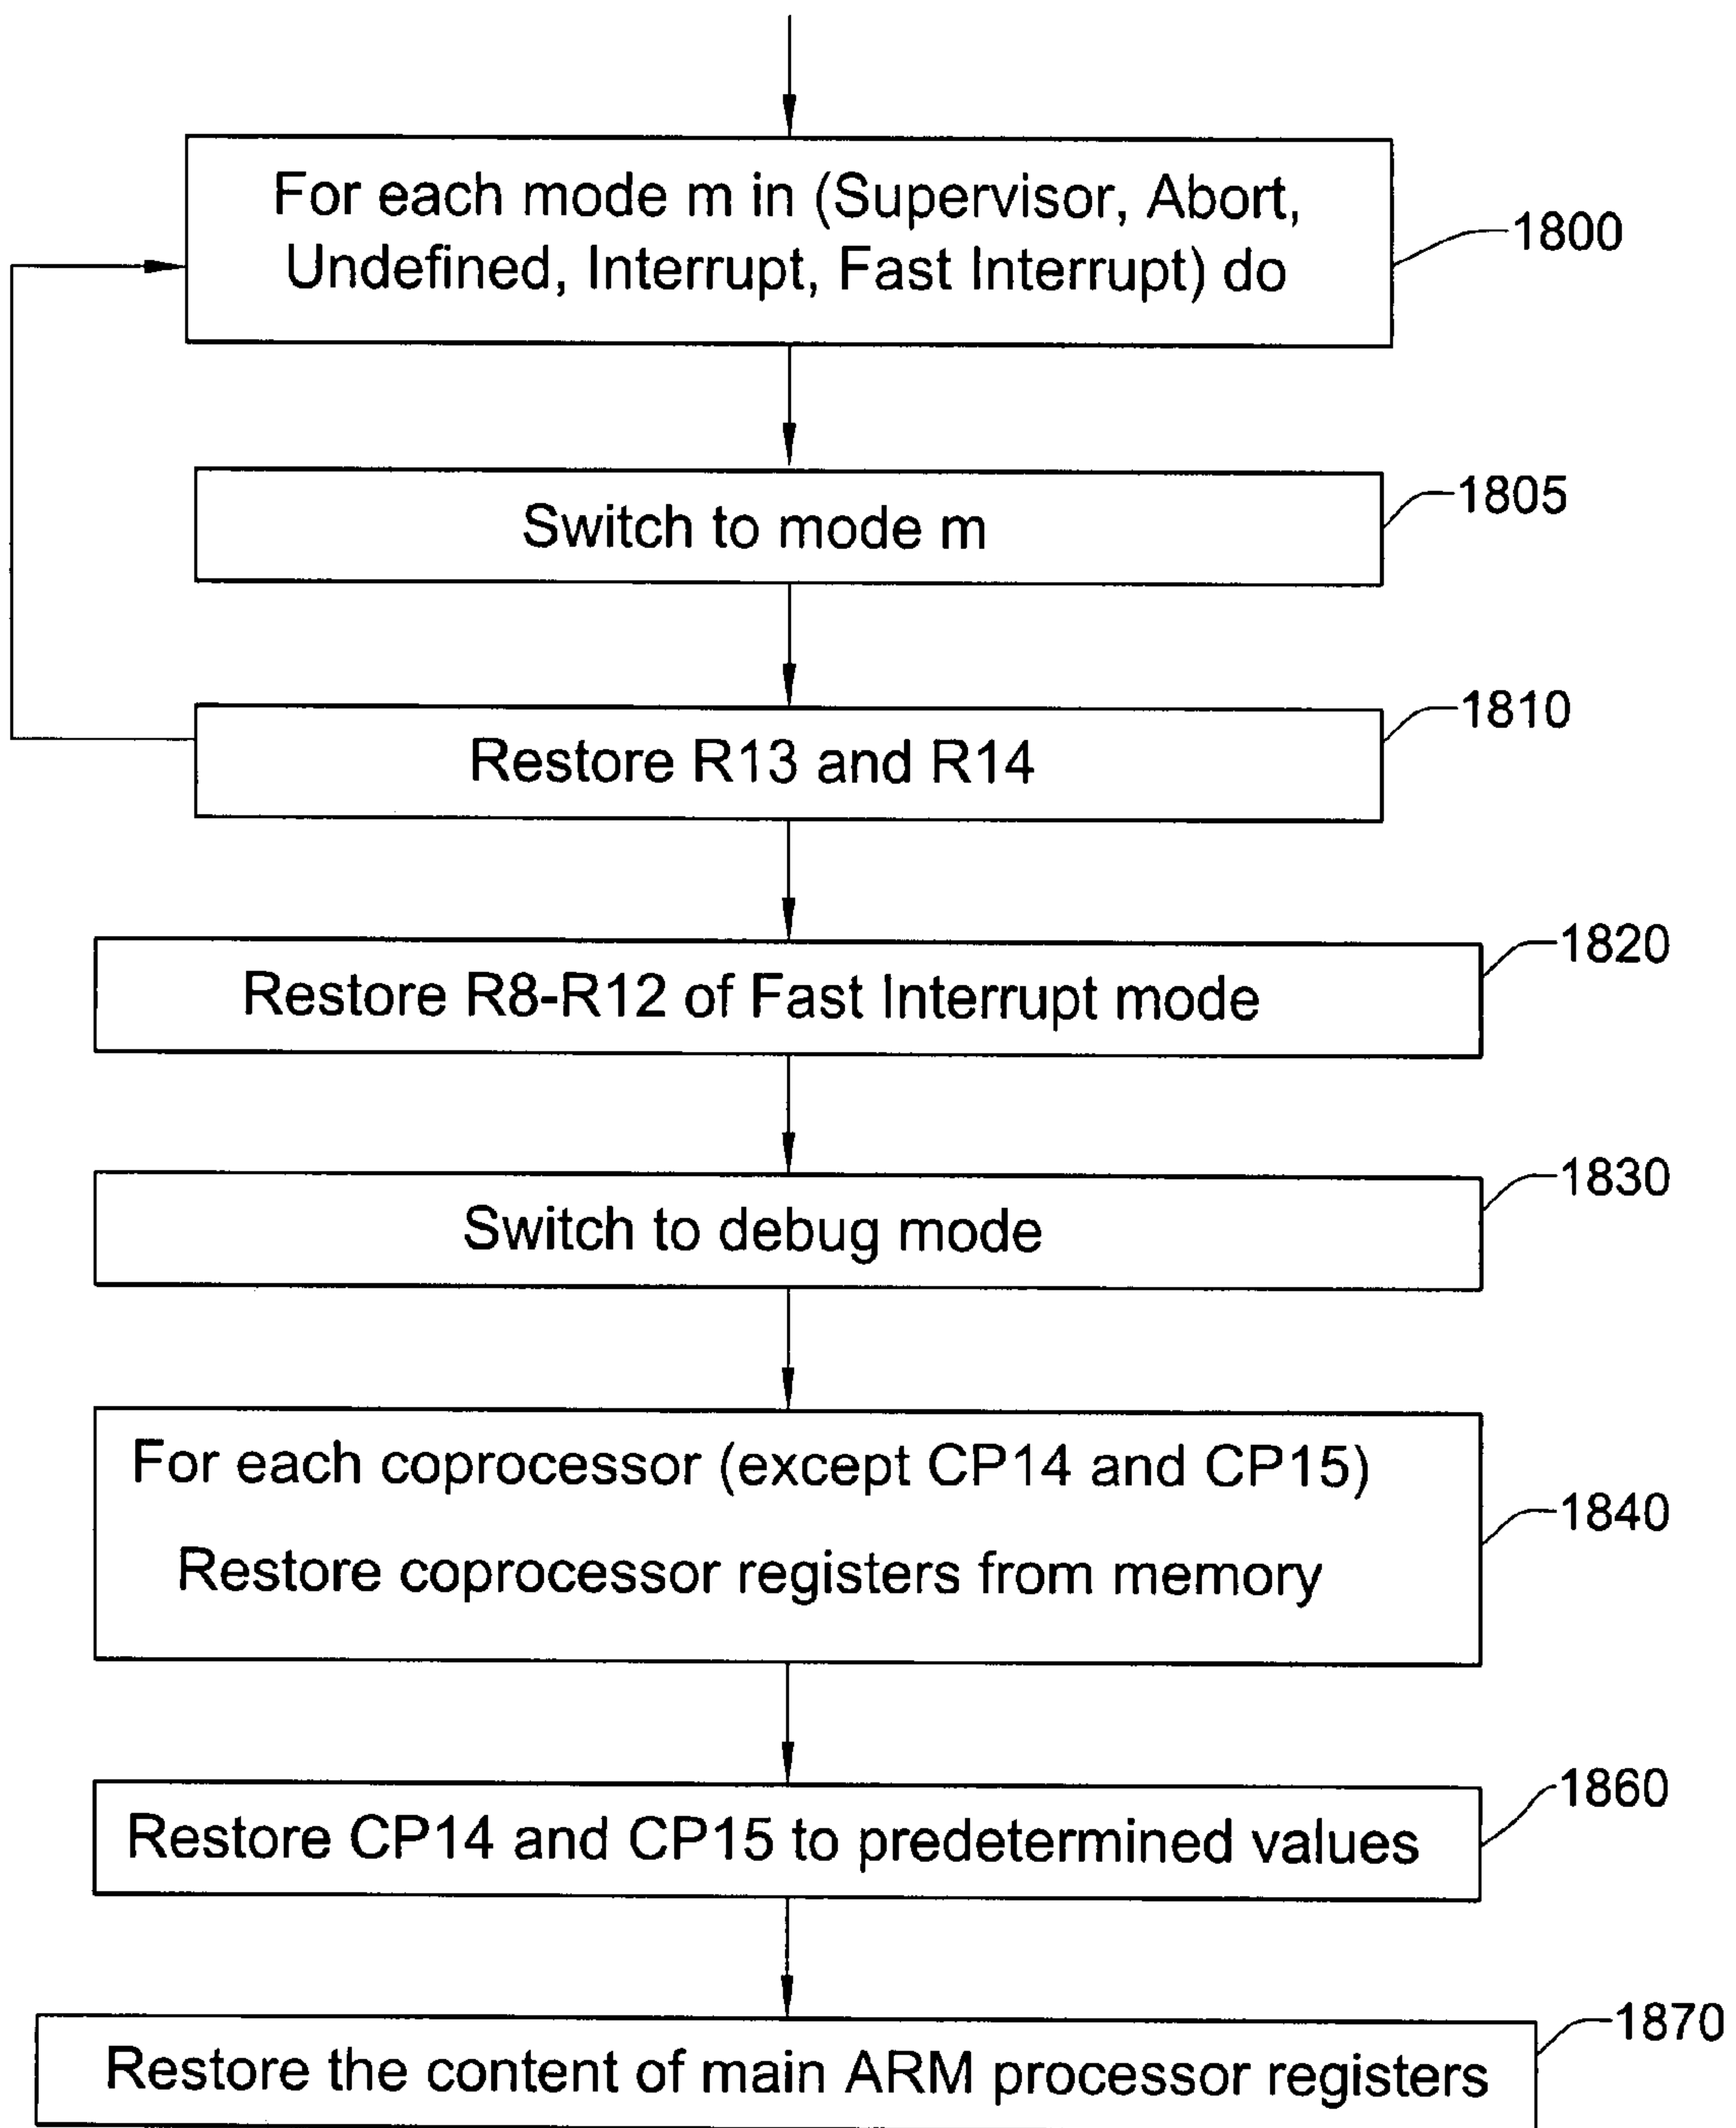 For each mode m in (Supervisor, Abort,
Undefined, Interrupt, Fast Interrupt) do
1800
Switch to mode m
1805
Restore R13 and R14
1810
Restore R8-R12 of Fast Interrupt mode
1820
Switch to debug mode
1830
For each coprocessor (except CP14 and CP15)
Restore coprocessor registers from memory
1840
Restore CP14 and CP15 to predetermined values
1860
Restore the content of main ARM processor registers
1870